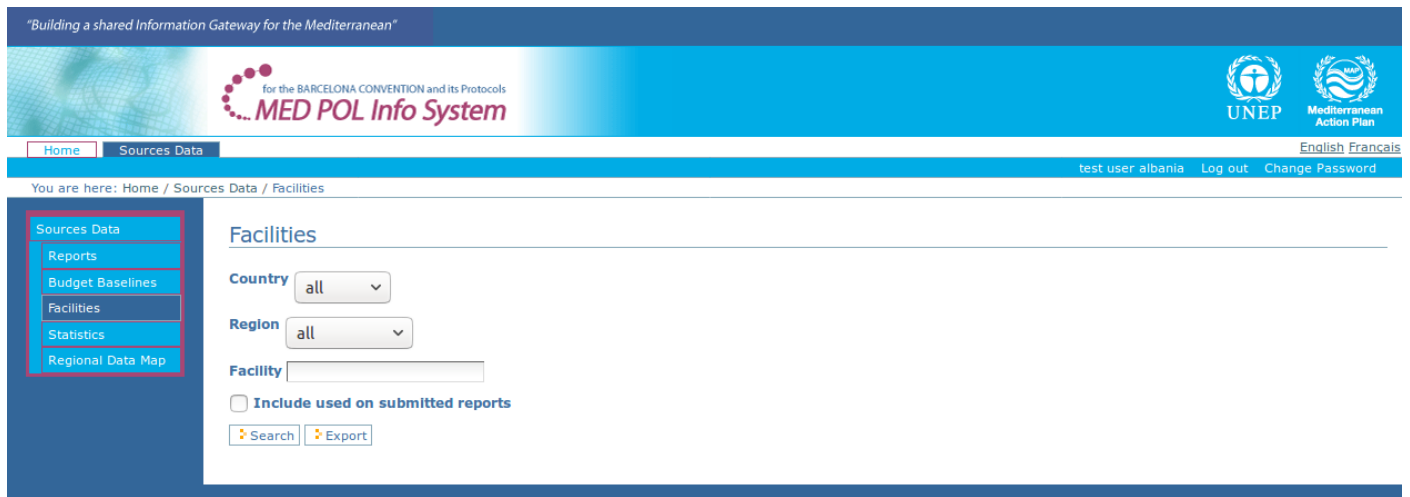 "Building a shared Information Gateway for the Mediterranean"
for the BARCELONA CONVENTION and its Protocols
MED POL Info System
UNEP
MAP
Mediterranean
Action Plan
Home Sources Data
English Français
test user albania Log out Change Password
You are here: Home / Sources Data / Facilities
Sources Data
Reports
Budget Baselines
Facilities
Statistics
Regional Data Map
Facilities
Country all
Region all
Facility
Include used on submitted reports
Search Export